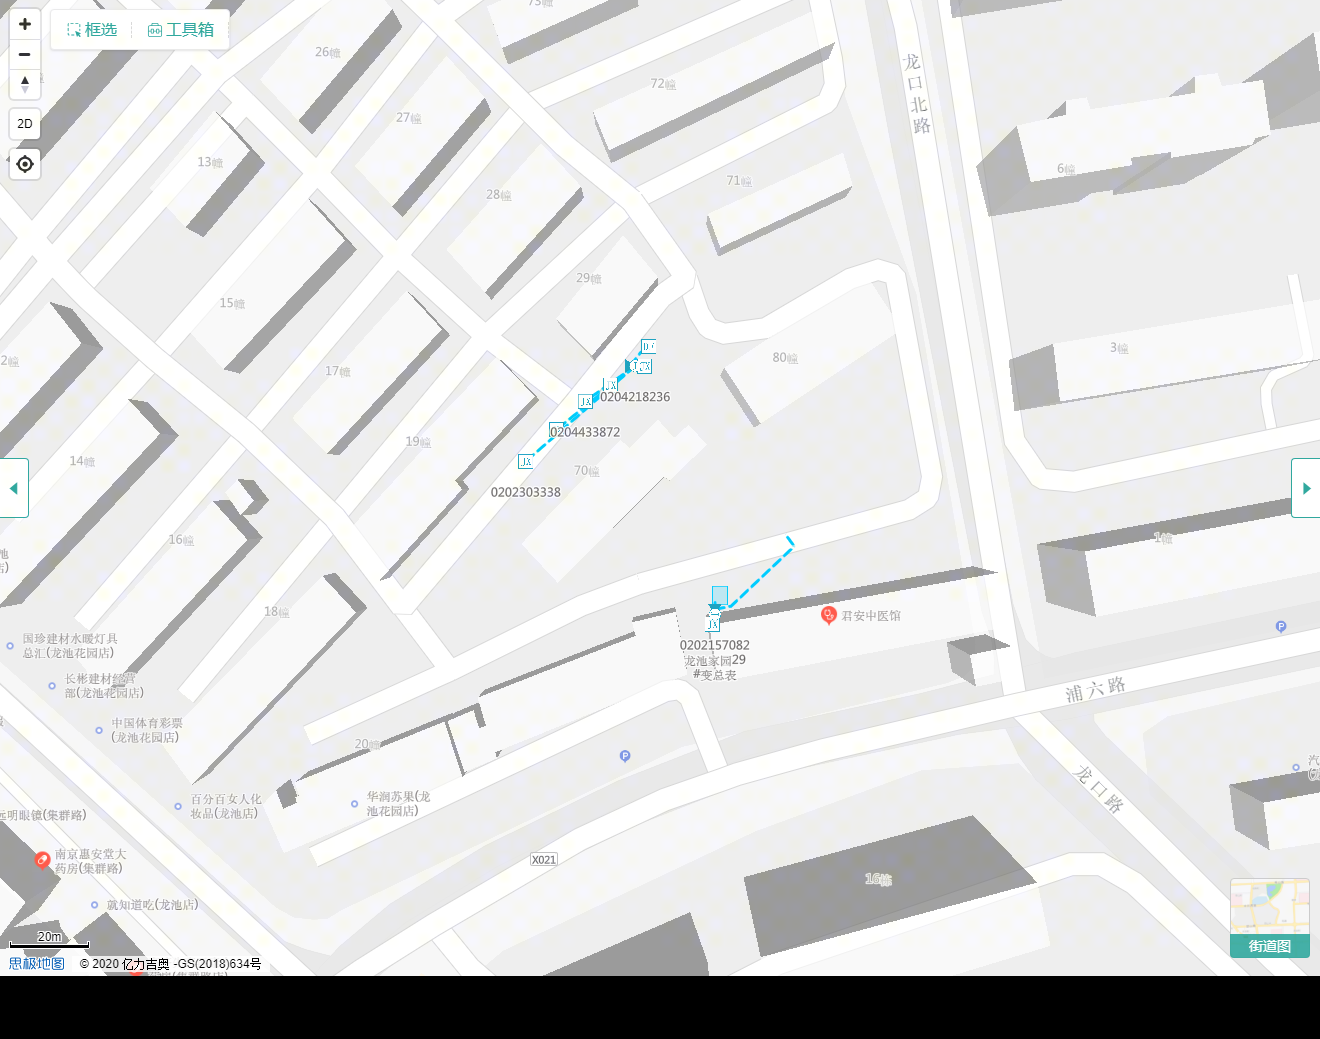 框选
工具箱
2D
73幢
26幢
72幢
27幢
13幢
71幢
28幢
6幢
龙口北路
29幢
15幢
3幢
80幢
17幢
DZ
JX
JX
0204218236
JX
0204433872
19幢
14幢
70幢
JX
0202303338
16幢
1幢
18幢
君安中医馆
JX
0202157082
龙池家园29
#变总表
国珍建材水暖灯具
总汇(龙池花园店)
长彬建材经营
部(龙池花园店)
浦六路
中国体育彩票
(龙池花园店)
20幢
龙口路
百分百女人化
妆品(龙池店)
华润苏果(龙
池花园店)
远明眼镜(集群路)
X021
南京惠安堂大
药房(集群路)
16栋
就知道吃(龙池店)
20m
街道图
思极地图
© 2020 亿力吉奥 -GS(2018)634号